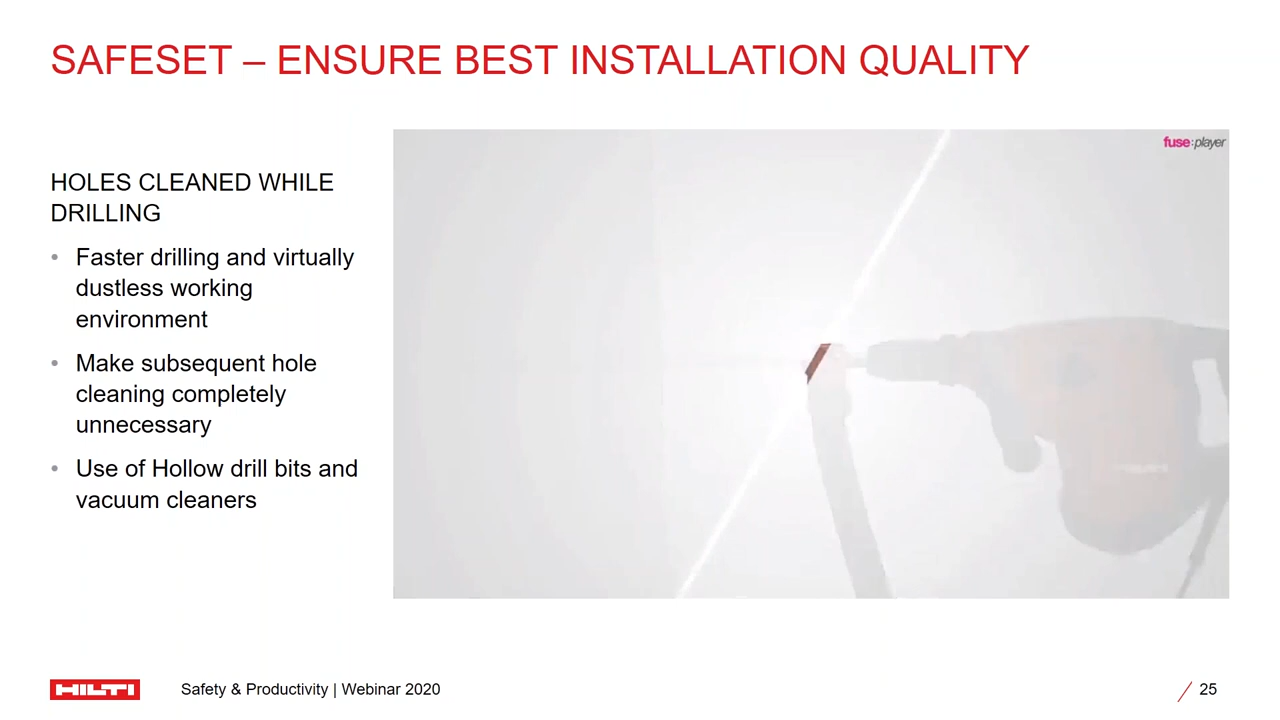 SAFESET – ENSURE BEST INSTALLATION QUALITY
fuse:player
HOLES CLEANED WHILE
DRILLING
• Faster drilling and virtually
dustless working
environment
• Make subsequent hole
cleaning completely
unnecessary
• Use of Hollow drill bits and
vacuum cleaners
HILTI
Safety & Productivity | Webinar 2020
25